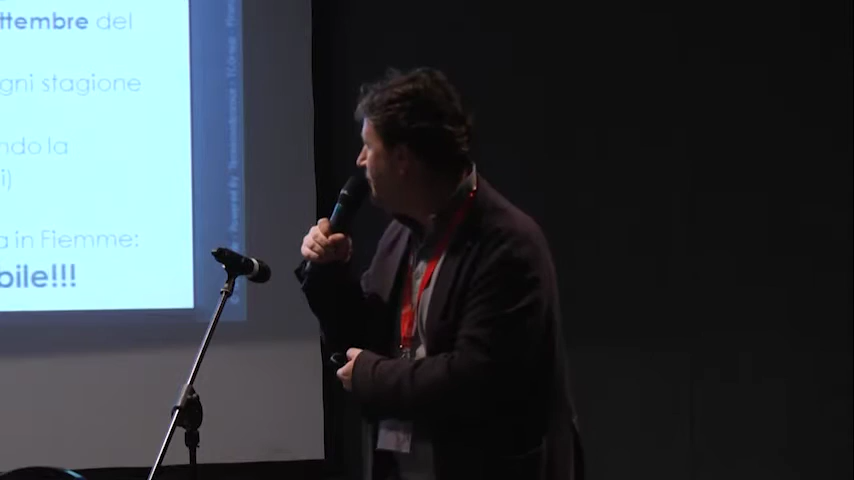 ttembre del
gni stagione
ndo la
i)
a in Fiemme:
bile!!!